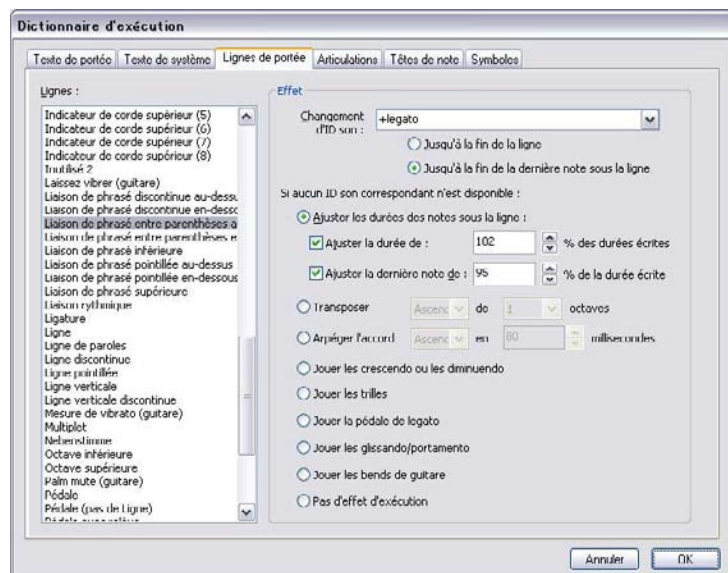 Dictionnaire d'exécution
Texte de portée
Texte de système
Lignes de portée
Articulations
Têtes de note
Symboles
Lignes :
Indicateur de corde supérieur (5)
Indicateur de corde supérieur (6)
Indicateur de corde supérieur (7)
Indicateur de corde supérieur (8)
Inutilisé 2
Laissez vibrer (guitare)
Liaison de phrasé discontinue au-dessu
Liaison de phrasé discontinue en-desso
Liaison de phrasé entre parenthèses a
Liaison de phrasé entre parenthèses e
Liaison de phrasé inférieure
Liaison de phrasé pointillée au-dessus
Liaison de phrasé pointillée en-dessous
Liaison de phrasé supérieure
Liaison rythmique
Ligature
Ligne
Ligne de paroles
Ligne discontinue
Ligne pointillée
Ligne verticale
Ligne verticale discontinue
Mesure de vibrato (guitare)
Multiplet
Nebenstimme
Octave inférieure
Octave supérieure
Palm mute (guitare)
Pédale
Pédale (pas de Ligne)
Effet
Changement
d'ID son :
+legato
Jusqu'à la fin de la ligne
Jusqu'à la fin de la dernière note sous la ligne
Si aucun ID son correspondant n'est disponible :
Ajuster les durées des notes sous la ligne :
Ajuster la durée de : 102 % des durées écrites
Ajuster la dernière note de : 95 % de la durée écrite
Transposer Ascenc de 1 octaves
Arpéger l'accord Ascenc en 80 millisecondes
Jouer les crescendo ou les diminuendo
Jouer les trilles
Jouer la pédale de legato
Jouer les glissando/portamento
Jouer les bends de guitare
Pas d'effet d'exécution
Annuler
OK